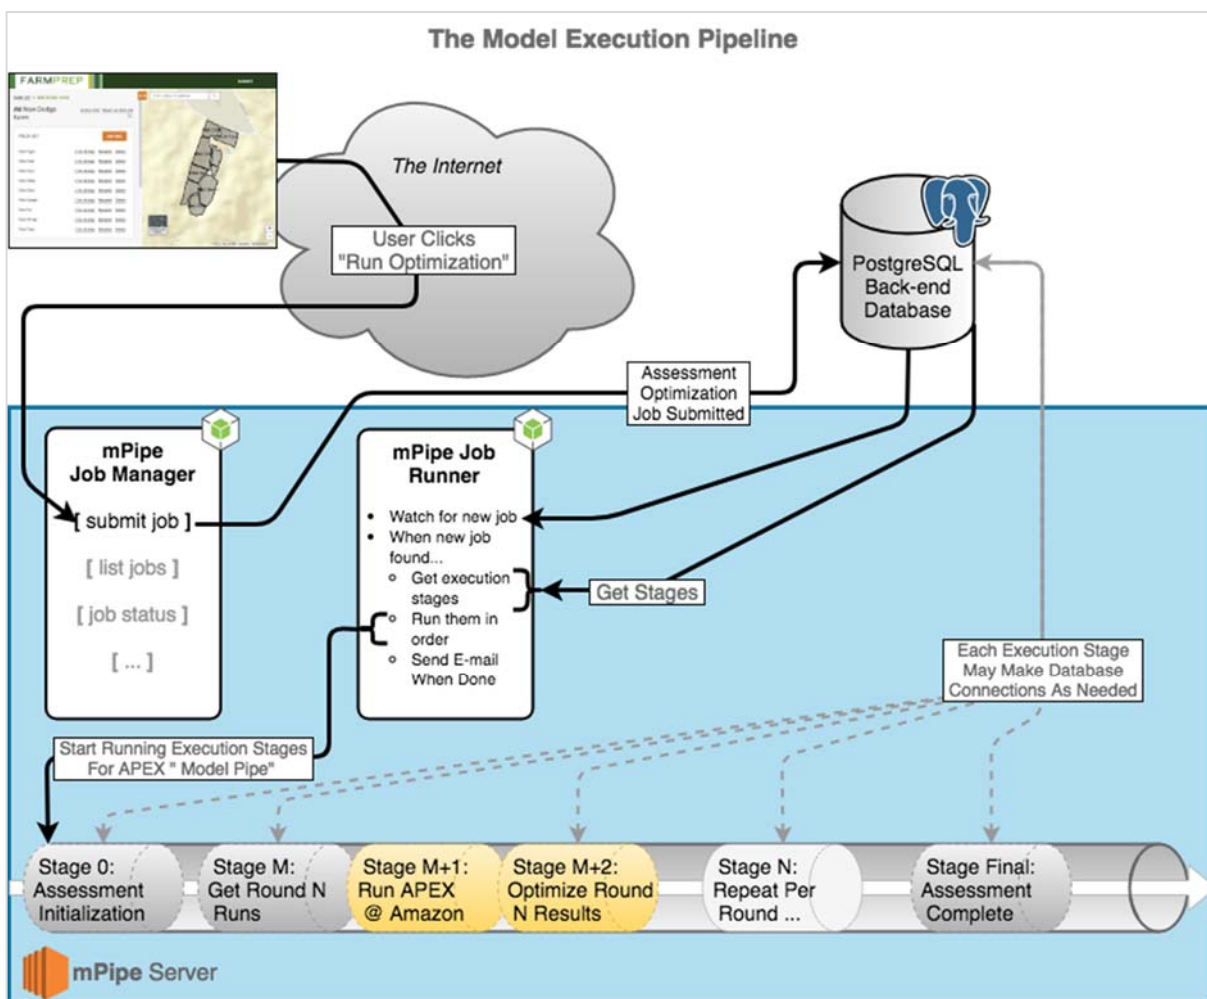 The Model Execution Pipeline
FARMPREP
The Internet
User Clicks
"Run Optimization"
PostgreSQL
Back-end
Database
Assessment
Optimization
Job Submitted
mPipe
Job Manager
[ submit job ]
[ list jobs ]
[ job status ]
[ ... ]
mPipe Job
Runner
• Watch for new job
• When new job
found...
○ Get execution
stages
○ Run them in
order
○ Send E-mail
When Done
Get Stages
Each Execution Stage
May Make Database
Connections As Needed
Start Running Execution Stages
For APEX " Model Pipe"
Stage 0:
Assessment
Initialization
Stage M:
Get Round N
Runs
Stage M+1:
Run APEX
@ Amazon
Stage M+2:
Optimize Round
N Results
Stage N:
Repeat Per
Round ...
Stage Final:
Assessment
Complete
mPipe Server